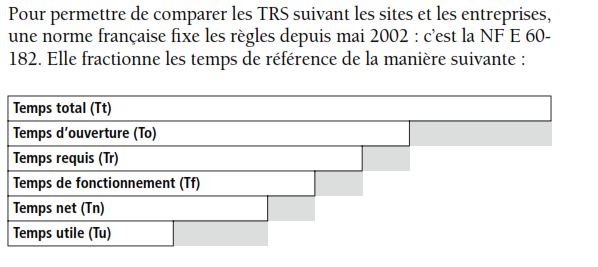 Pour permettre de comparer les TRS suivant les sites et les entreprises,
une norme française fixe les règles depuis mai 2002 : c’est la NF E 60-
182. Elle fractionne les temps de référence de la manière suivante :
Temps total (Tt)
Temps d’ouverture (To)
Temps requis (Tr)
Temps de fonctionnement (Tf)
Temps net (Tn)
Temps utile (Tu)